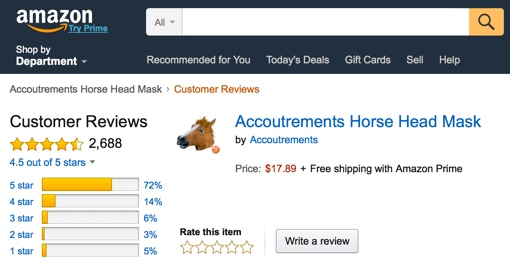 amazon
Try Prime
All
Shop by
Department
Recommended for You Today's Deals Gift Cards Sell Help
Accoutrements Horse Head Mask › Customer Reviews
Customer Reviews
2,688
4.5 out of 5 stars
5 star 72%
4 star 14%
3 star 6%
2 star 3%
1 star 5%
Accoutrements Horse Head Mask
by Accoutrements
Price: $17.89 + Free shipping with Amazon Prime
Rate this item
Write a review